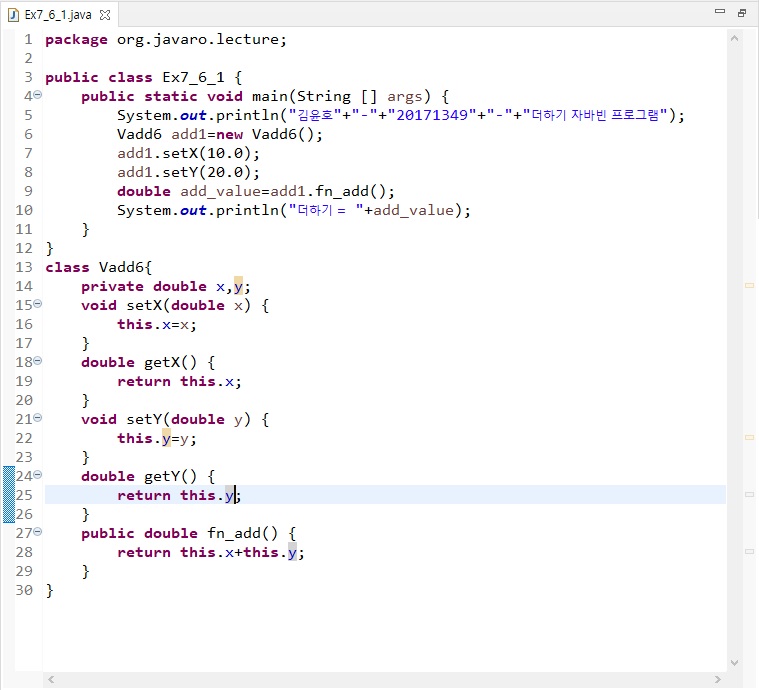 Ex7_6_1.java
1 package org.javaro.lecture;
2
3 public class Ex7_6_1 {
4 public static void main(String [] args) {
5 System.out.println("김윤호"+"-"+"20171349"+"-"+"더하기 자바빈 프로그램");
6 Vadd6 add1=new Vadd6();
7 add1.setX(10.0);
8 add1.setY(20.0);
9 double add_value=add1.fn_add();
10 System.out.println("더하기 = "+add_value);
11 }
12 }
13 class Vadd6{
14 private double x,y;
15 void setX(double x) {
16 this.x=x;
17 }
18 double getX() {
19 return this.x;
20 }
21 void setY(double y) {
22 this.y=y;
23 }
24 double getY() {
25 return this.y;
26 }
27 public double fn_add() {
28 return this.x+this.y;
29 }
30 }